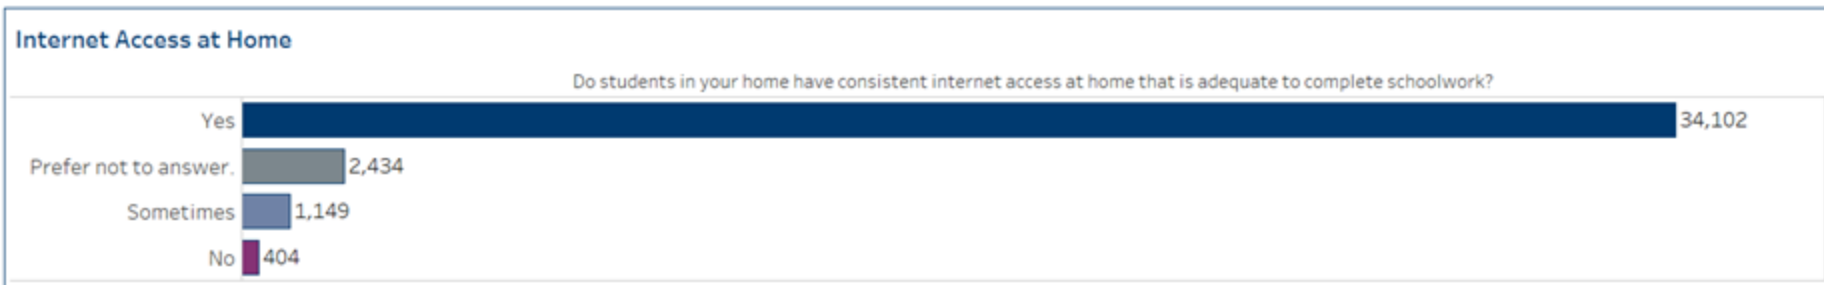 Internet Access at Home
Do students in your home have consistent internet access at home that is adequate to complete schoolwork?
Yes 34,102
Prefer not to answer. 2,434
Sometimes 1,149
No 404